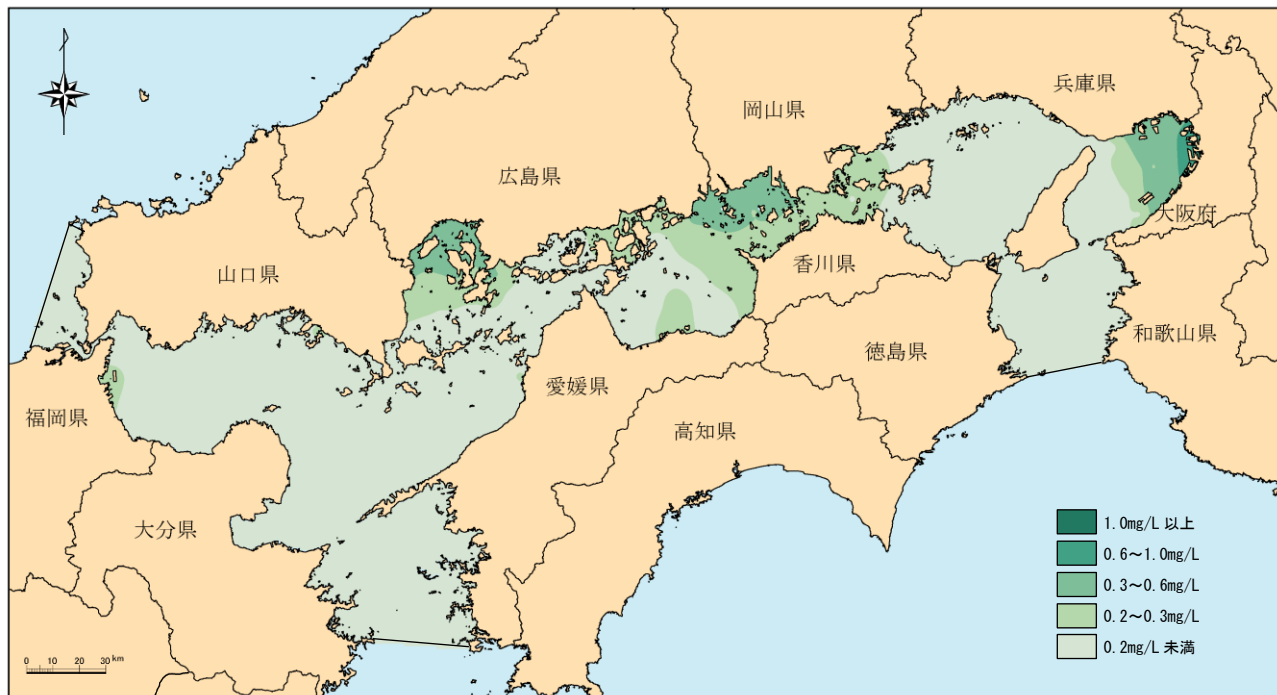 兵庫県
岡山県
広島県
大阪府
山口県
香川県
和歌山県
徳島県
愛媛県
福岡県
高知県
大分県
1.0mg/L 以上
0.6～1.0mg/L
0.3～0.6mg/L
0.2～0.3mg/L
0.2mg/L 未満
0 5 10 20 30 km